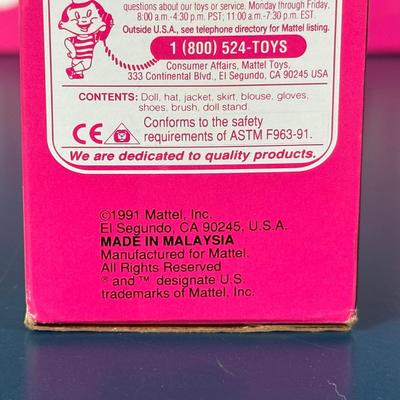 questions about our toys or service. Monday through Friday.
8:00 a.m.-4:30 p.m. PST; 11:00 a.m.-7:30 p.m. EST.
Outside U.S.A., see telephone directory for Mattel listing.
1 (800) 524-TOYS
Consumer Affairs, Mattel Toys,
333 Continental Blvd., El Segundo, CA 90245 USA
CONTENTS: Doll, hat, jacket, skirt, blouse, gloves,
shoes, brush, doll stand.
CE
Conforms to the safety
requirements of ASTM F963-91.
We are dedicated to quality products.
©1991 Mattel, Inc.
El Segundo, CA 90245, U.S.A.
MADE IN MALAYSIA
Manufactured for Mattel.
All Rights Reserved
® and ™ designate U.S.
trademarks of Mattel, Inc.